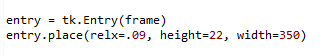 entry = tk.Entry(frame)
entry.place(relx=.09, height=22, width=350)